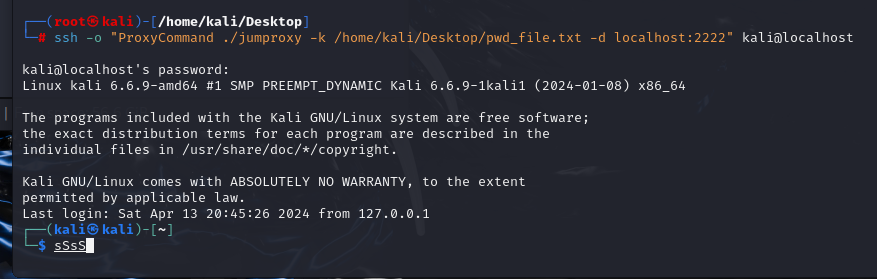 ┌──(root㉿kali)-[/home/kali/Desktop]
└─# ssh -o "ProxyCommand ./jumproxy -k /home/kali/Desktop/pwd_file.txt -d localhost:2222" kali@localhost
kali@localhost's password:
Linux kali 6.6.9-amd64 #1 SMP PREEMPT_DYNAMIC Kali 6.6.9-1kali1 (2024-01-08) x86_64
The programs included with the Kali GNU/Linux system are free software;
the exact distribution terms for each program are described in the
individual files in /usr/share/doc/*/copyright.
Kali GNU/Linux comes with ABSOLUTELY NO WARRANTY, to the extent
permitted by applicable law.
Last login: Sat Apr 13 20:45:26 2024 from 127.0.0.1
┌──(kali㉿kali)-[~]
└─$ sSsS